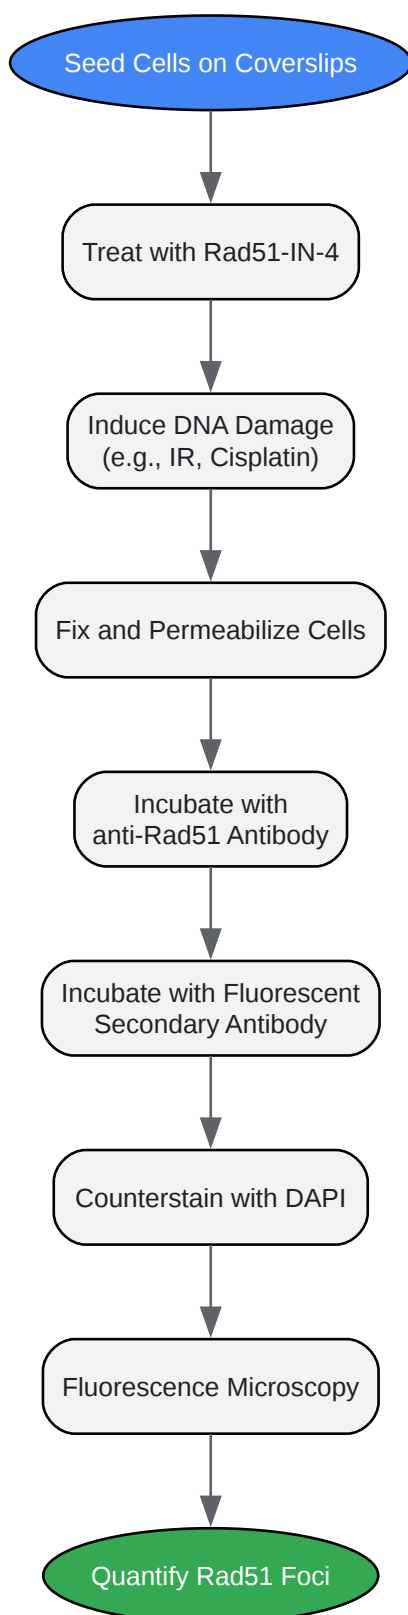 Seed Cells on Coverslips
Treat with Rad51-IN-4
Induce DNA Damage
(e.g., IR, Cisplatin)
Fix and Permeabilize Cells
Incubate with
anti-Rad51 Antibody
Incubate with Fluorescent
Secondary Antibody
Counterstain with DAPI
Fluorescence Microscopy
Quantify Rad51 Foci